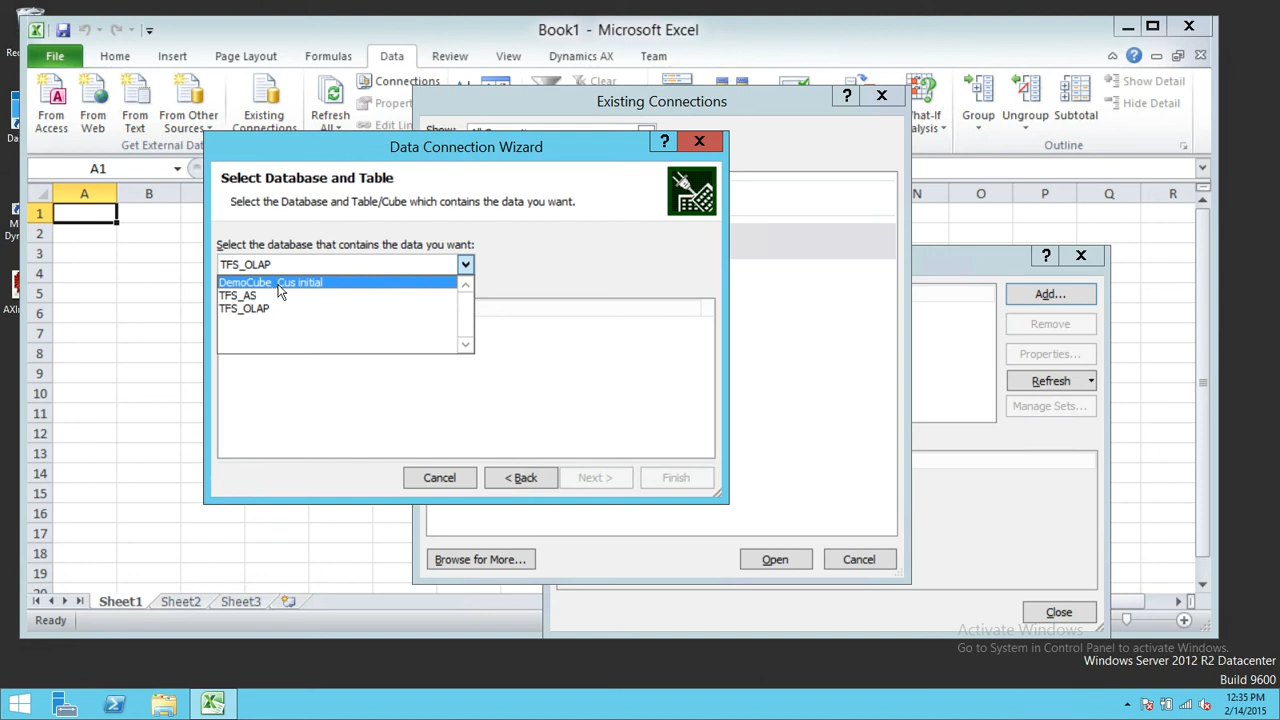 Book1 - Microsoft Excel
File Home Insert Page Layout Formulas Data Review View Dynamics AX Team
From Access
From Web
From Text
From Other Sources
Existing Connections
Refresh All
Connections
Clear
Group
Ungroup
Subtotal
Show Detail
Hide Detail
Outline
A1
A B N O P Q R
1
2
3
4
5
6
7
8
9
10
11
12
13
14
15
16
17
18
19
Existing Connections
Data Connection Wizard
Select Database and Table
Select the Database and Table/Cube which contains the data you want.
Select the database that contains the data you want:
TFS_OLAP
DemoCube_Cus initial
TFS_AS
TFS_OLAP
Cancel < Back Next > Finish
Browse for More... Open Cancel
Add...
Remove
Properties...
Refresh
Manage Sets...
Close
Sheet1 Sheet2 Sheet3
Ready
Activate Windows
Go to System in Control Panel to activate Windows.
Windows Server 2012 R2 Datacenter
Build 9600
12:35 PM
2/14/2015